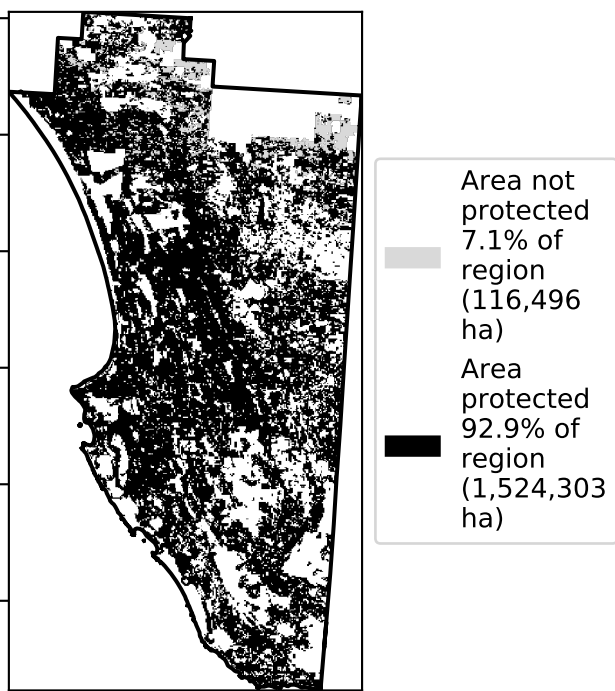 Area not
protected
7.1% of
region
(116,496
ha)
Area
protected
92.9% of
region
(1,524,303
ha)